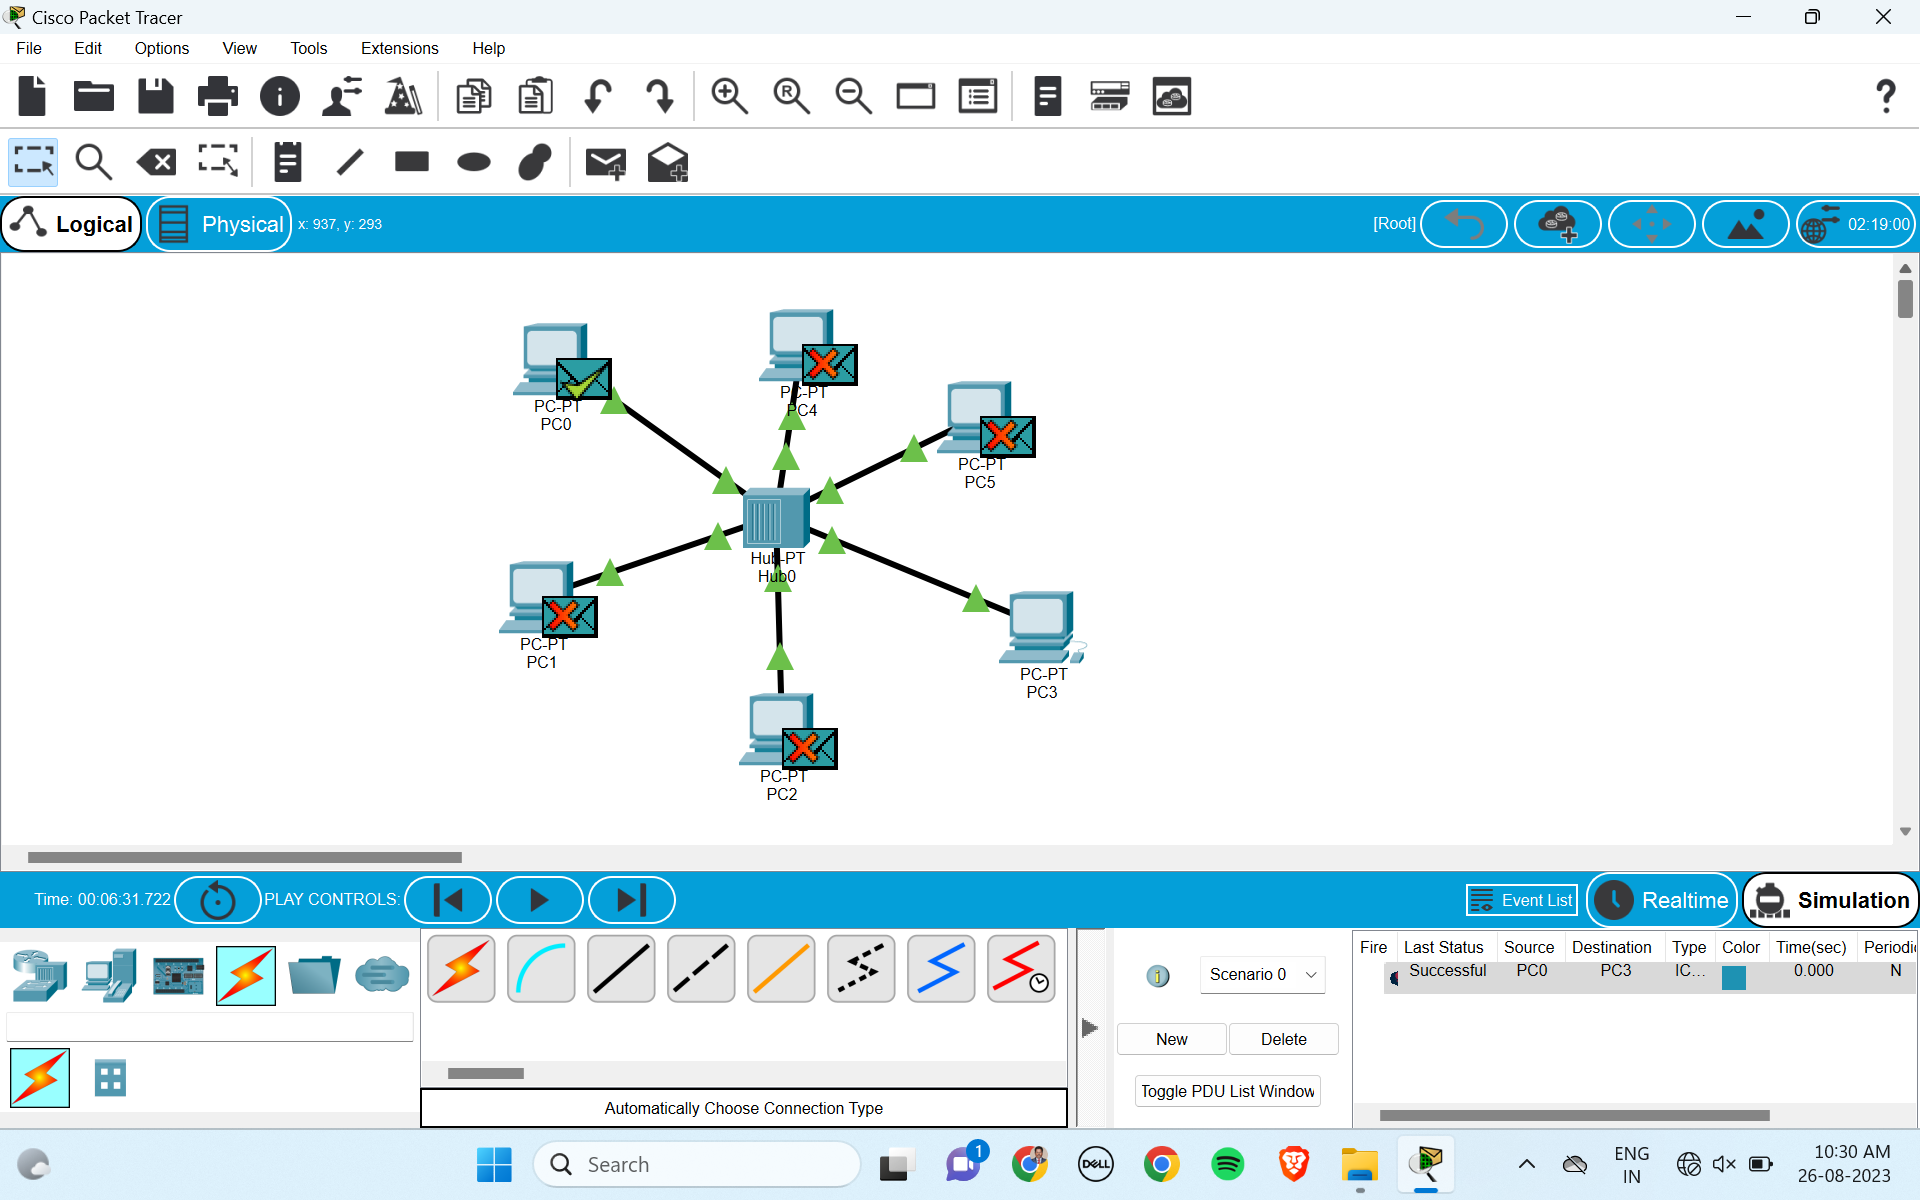 Cisco Packet Tracer
File Edit Options View Tools Extensions Help
Logical Physical x: 937, y: 293 [Root] 02:19:00
PC-PT
PC0
PC-PT
PC4
PC-PT
PC5
Hub-PT
Hub0
PC-PT
PC1
PC-PT
PC3
PC-PT
PC2
Time: 00:06:31.722 PLAY CONTROLS: Event List Realtime Simulation
Fire Last Status Source Destination Type Color Time(sec) Periodic
Successful PC0 PC3 IC... 0.000 N
Scenario 0
New Delete
Toggle PDU List Window
Automatically Choose Connection Type
Search
1
DELL
ENG
IN
10:30 AM
26-08-2023